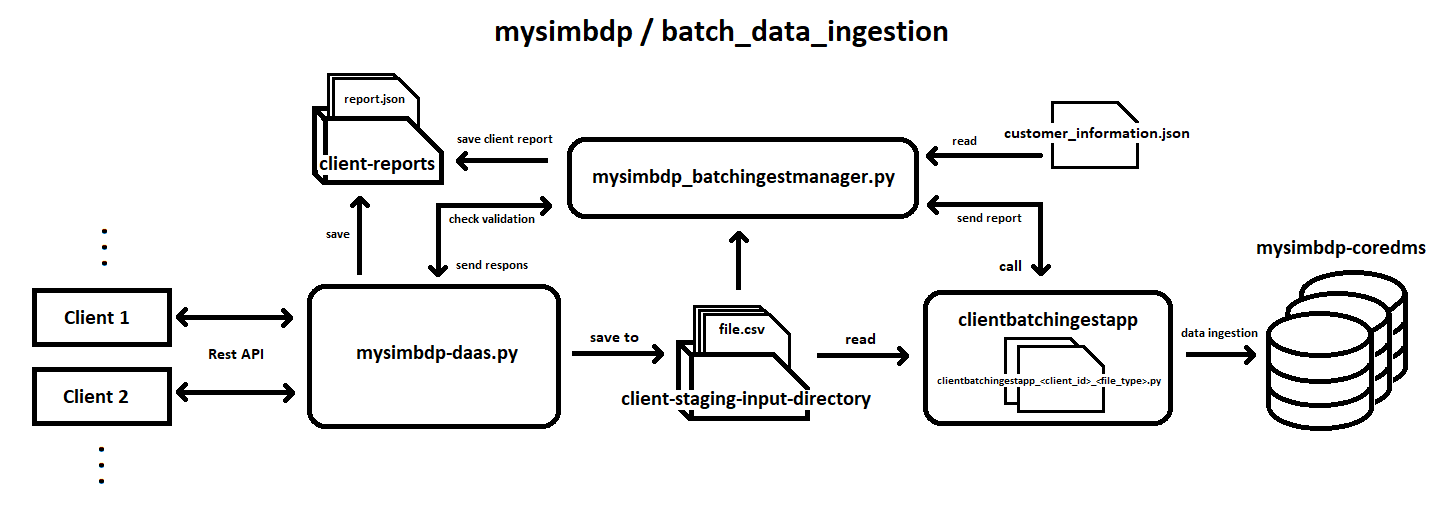 mysimbdp / batch_data_ingestion
report.json
client-reports
save client report
mysimbdp_batchingestmanager.py
read
customer_information.json
save
check validation
send respons
send report
call
mysimbdp-coredms
Client 1
Rest API
Client 2
mysimbdp-daas.py
save to
file.csv
client-staging-input-directory
read
clientbatchingestapp
clientbatchingestapp_<client_id>_<file_type>.py
data ingestion